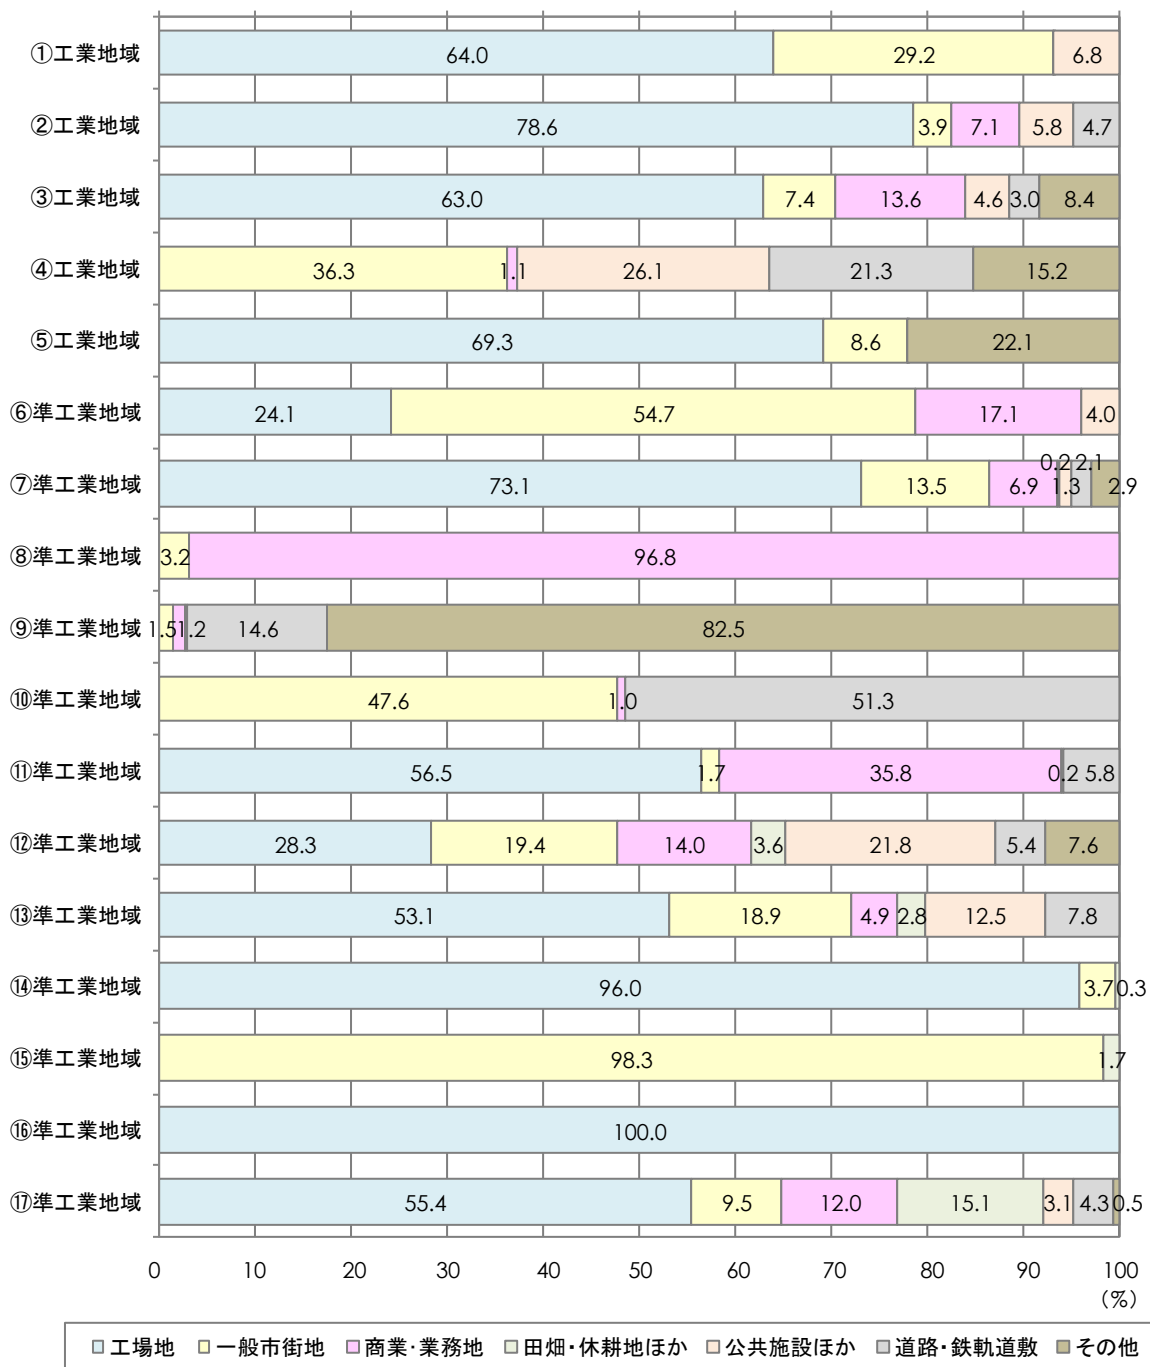 ①工業地域 64.0 29.2 6.8
②工業地域 78.6 3.9 7.1 5.8 4.7
③工業地域 63.0 7.4 13.6 4.6 3.0 8.4
④工業地域 36.3 1.1 26.1 21.3 15.2
⑤工業地域 69.3 8.6 22.1
⑥準工業地域 24.1 54.7 17.1 4.0
⑦準工業地域 73.1 13.5 6.9 0.2 1.3 2.1 2.9
⑧準工業地域 3.2 96.8
⑨準工業地域 1.5 1.2 14.6 82.5
⑩準工業地域 47.6 1.0 51.3
⑪準工業地域 56.5 1.7 35.8 0.2 5.8
⑫準工業地域 28.3 19.4 14.0 3.6 21.8 5.4 7.6
⑬準工業地域 53.1 18.9 4.9 2.8 12.5 7.8
⑭準工業地域 96.0 3.7 0.3
⑮準工業地域 98.3 1.7
⑯準工業地域 100.0
⑰準工業地域 55.4 9.5 12.0 15.1 3.1 4.3 0.5
0 10 20 30 40 50 60 70 80 90 100
(%)
工場地 一般市街地 商業・業務地 田畑・休耕地ほか 公共施設ほか 道路・鉄軌道敷 その他